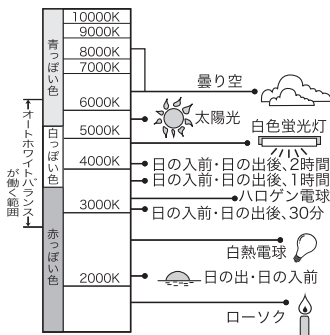 オートホワイトバランス
が働く範囲
青っぽい色
白っぽい色
赤っぽい色
10000K
9000K
8000K
7000K
6000K
5000K
4000K
3000K
2000K
曇り空
太陽光
白色蛍光灯
日の入前・日の出後、2時間
日の入前・日の出後、1時間
ハロゲン電球
日の入前・日の出後、30分
白熱電球
日の出・日の入前
ローソク